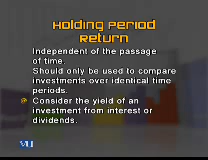 Holding Period
Return
Independent of the passage
of time.
Should only be used to compare
investments over identical time
periods.
Consider the yield of an
investment from interest or
dividends.
VU